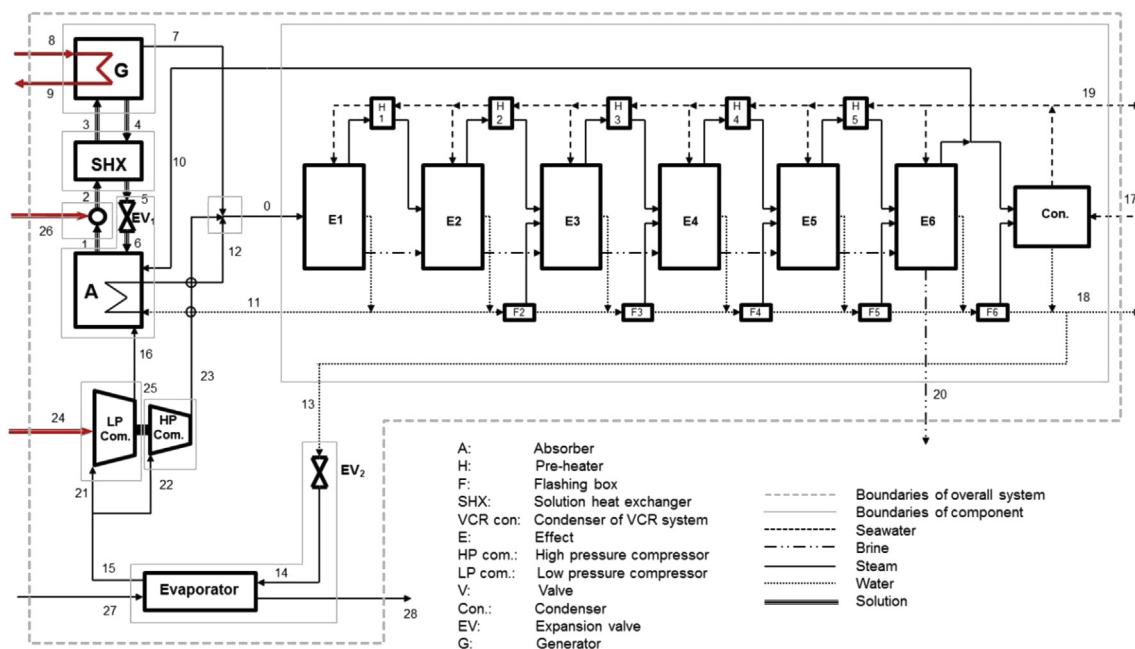 8
7
G
9
3
4
10
SHX
2
5
EV1
26
1
6
12
A
11
0
H
1
H
2
H
3
H
4
H
5
19
E1
E2
E3
E4
E5
E6
Con.
17
F2
F3
F4
F5
F6
18
16
23
25
13
20
24
LP
Com.
HP
Com.
21
22
EV2
15
14
Evaporator
27
28
A: Absorber
H: Pre-heater
F: Flashing box
SHX: Solution heat exchanger
VCR con: Condenser of VCR system
E: Effect
HP com.: High pressure compressor
LP com.: Low pressure compressor
V: Valve
Con.: Condenser
EV: Expansion valve
G: Generator
Boundaries of overall system
Boundaries of component
Seawater
Brine
Steam
Water
Solution